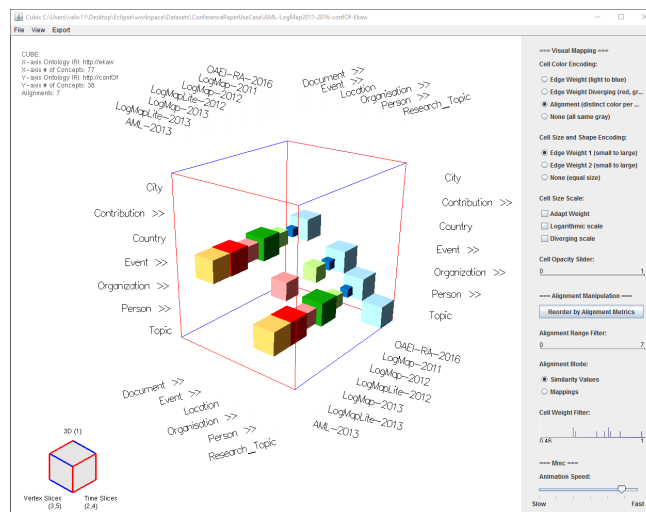 Cubix C:\Users\valiv11\Desktop\Eclipse\workspace\Datasets\ConferencePaperUseCase\AML-LogMap2011-2016-confOf-Ekaw
File View Export
CUBE:
X-axis Ontology IRI: http://ekaw
X-axis # of Concepts: 77
Y-axis Ontology IRI: http://confOf
Y-axis # of Concepts: 38
Alignments: 7
OAEI-RA-2016
LogMap-2011
LogMap-2012
LogMapLite-2012
LogMap-2013
LogMapLite-2013
AML-2013
Document >>
Event >>
Location
Organisation >>
Person >>
Research_Topic
City
Contribution >>
Country
Event >>
Organization >>
Person >>
Topic
City
Contribution >>
Country
Event >>
Organization >>
Person >>
Topic
Document >>
Event >>
Location
Organisation >>
Person >>
Research_Topic
OAEI-RA-2016
LogMap-2011
LogMap-2012
LogMapLite-2012
LogMap-2013
LogMapLite-2013
AML-2013
3D (1)
Vertex Slices
(3,5)
Time Slices
(2,4)
=== Visual Mapping ===
Cell Color Encoding:
Edge Weight (light to blue)
Edge Weight Diverging (red, gr...
Alignment (distinct color per ...
None (all same gray)
Cell Size and Shape Encoding:
Edge Weight 1 (small to large)
Edge Weight 2 (small to large)
None (equal size)
Cell Size Scale:
Adapt Weight
Logarithmic scale
Diverging scale
Cell Opacity Slider:
0 1
=== Alignment Manipulation ===
Reorder by Alignment Metrics
Alignment Range Filter:
0 7
Alignment Mode:
Similarity Values
Mappings
Cell Weight Filter:
0.46 1
=== Misc ===
Animation Speed:
Slow Fast